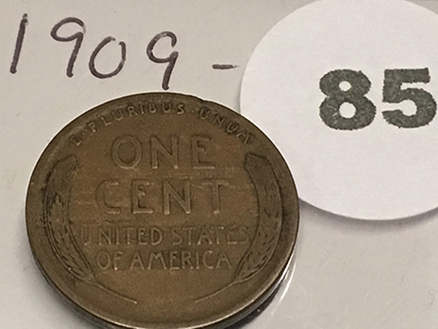 1909-
85
E·PLURIBUS·UNUM
ONE
CENT
UNITED STATES
OF AMERICA